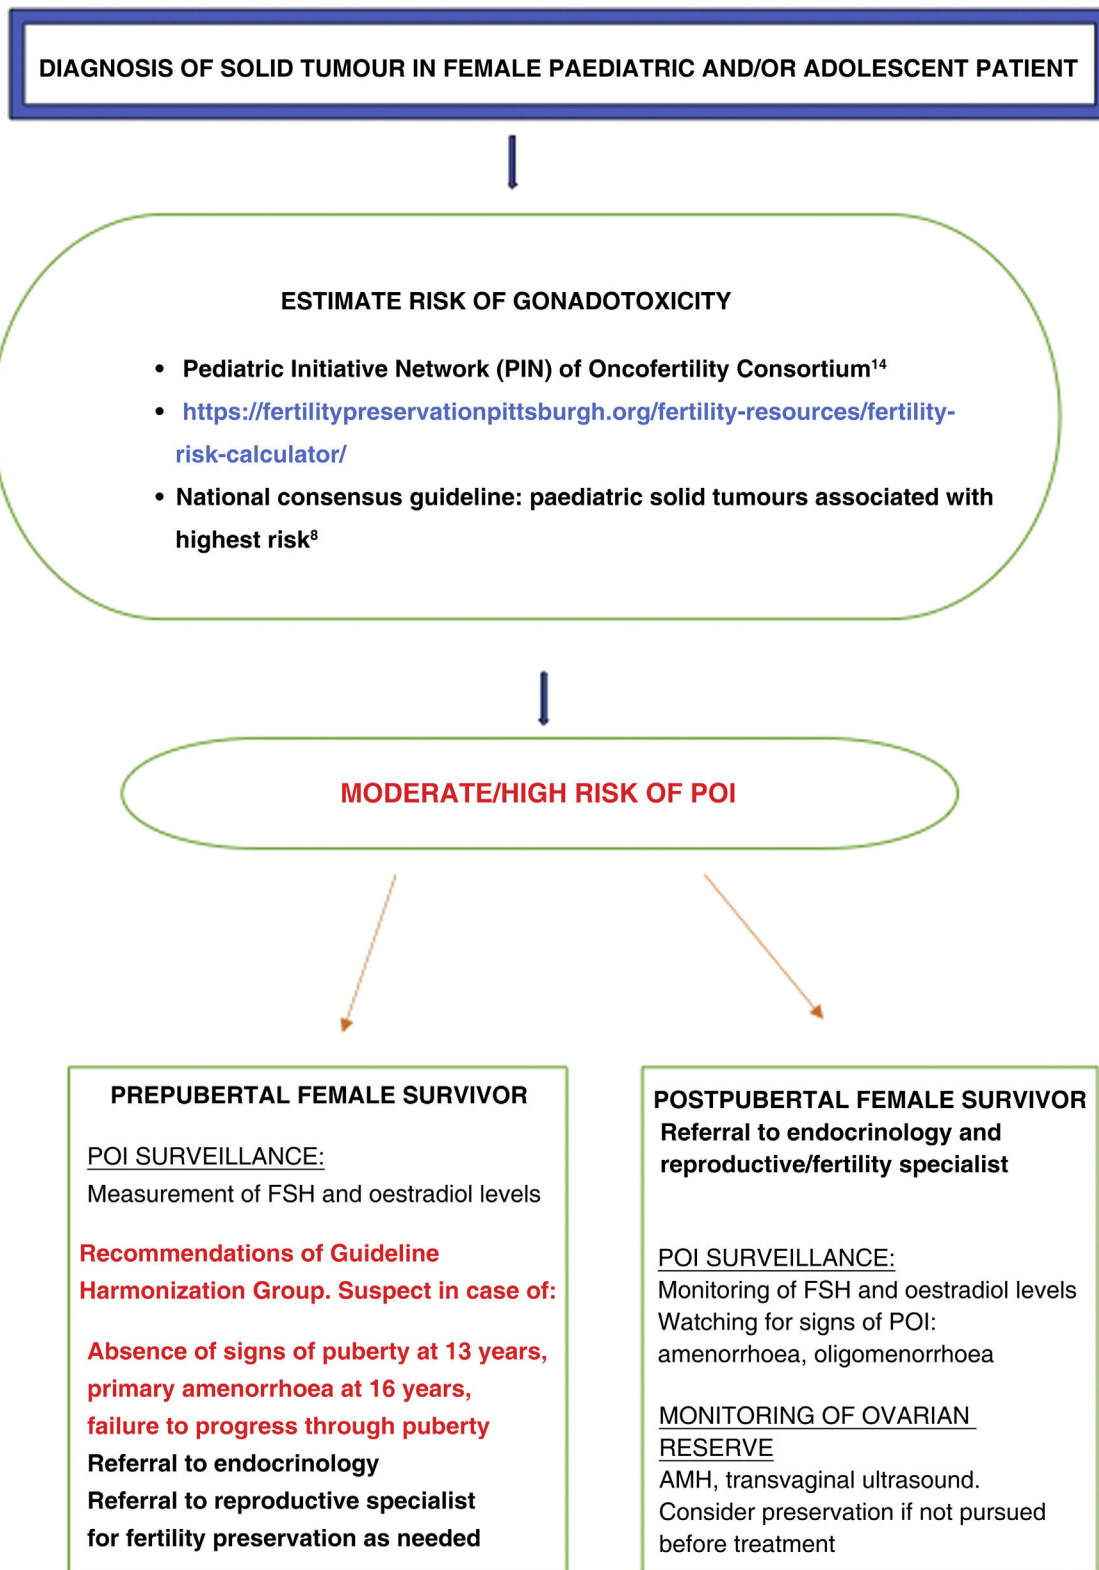 DIAGNOSIS OF SOLID TUMOUR IN FEMALE PAEDIATRIC AND/OR ADOLESCENT PATIENT
ESTIMATE RISK OF GONADOTOXICITY
• Pediatric Initiative Network (PIN) of Oncofertility Consortium¹⁴
• https://fertilitypreservationpittsburgh.org/fertility-resources/fertility-
risk-calculator/
• National consensus guideline: paediatric solid tumours associated with
highest risk⁸
MODERATE/HIGH RISK OF POI
PREPUBERTAL FEMALE SURVIVOR
POI SURVEILLANCE:
Measurement of FSH and oestradiol levels
Recommendations of Guideline
Harmonization Group. Suspect in case of:
Absence of signs of puberty at 13 years,
primary amenorrhoea at 16 years,
failure to progress through puberty
Referral to endocrinology
Referral to reproductive specialist
for fertility preservation as needed
POSTPUBERTAL FEMALE SURVIVOR
Referral to endocrinology and
reproductive/fertility specialist
POI SURVEILLANCE:
Monitoring of FSH and oestradiol levels
Watching for signs of POI:
amenorrhoea, oligomenorrhoea
MONITORING OF OVARIAN
RESERVE
AMH, transvaginal ultrasound.
Consider preservation if not pursued
before treatment